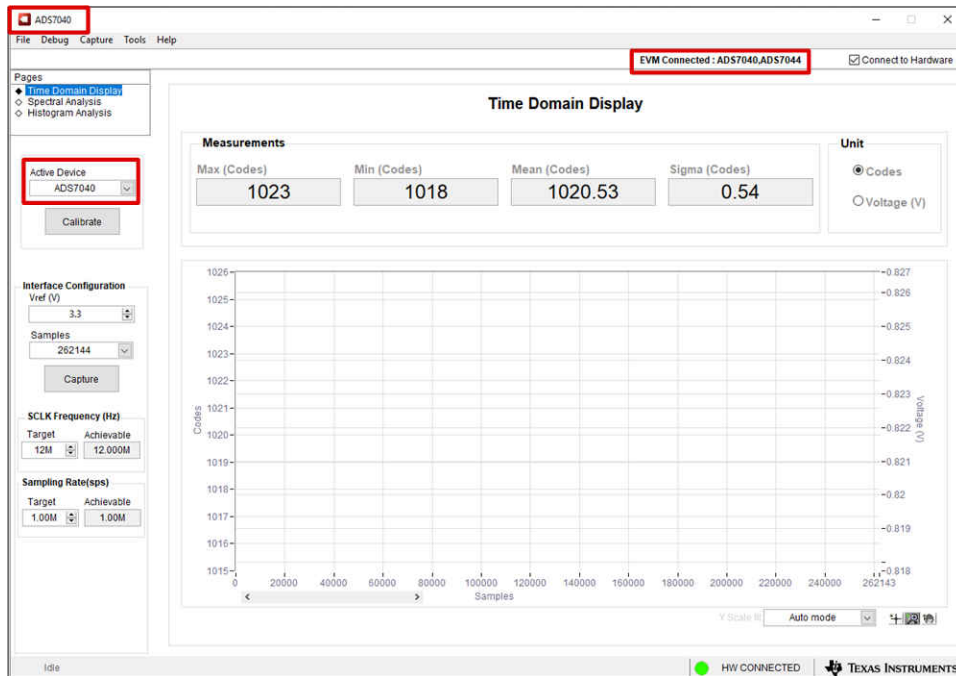 ADS7040
File Debug Capture Tools Help
EVM Connected : ADS7040,ADS7044
Connect to Hardware
Pages
Time Domain Display
Spectral Analysis
Histogram Analysis
Active Device
ADS7040
Calibrate
Interface Configuration
Vref (V)
3.3
Samples
262144
Capture
SCLK Frequency (Hz)
Target Achievable
12M 12.000M
Sampling Rate(sps)
Target Achievable
1.00M 1.00M
Time Domain Display
Measurements
Max (Codes) Min (Codes) Mean (Codes) Sigma (Codes)
1023 1018 1020.53 0.54
Unit
Codes
Voltage (V)
1026
1025
1024
1023
1022
1021
1020
1019
1018
1017
1016
1015
Codes
0.827
0.826
0.825
0.824
0.823
0.822
0.821
0.82
0.819
0.818
Voltage (V)
0 20000 40000 60000 80000 100000 120000 140000 160000 180000 200000 220000 240000 262143
Samples
Auto mode
Idle
HW CONNECTED
TEXAS INSTRUMENTS